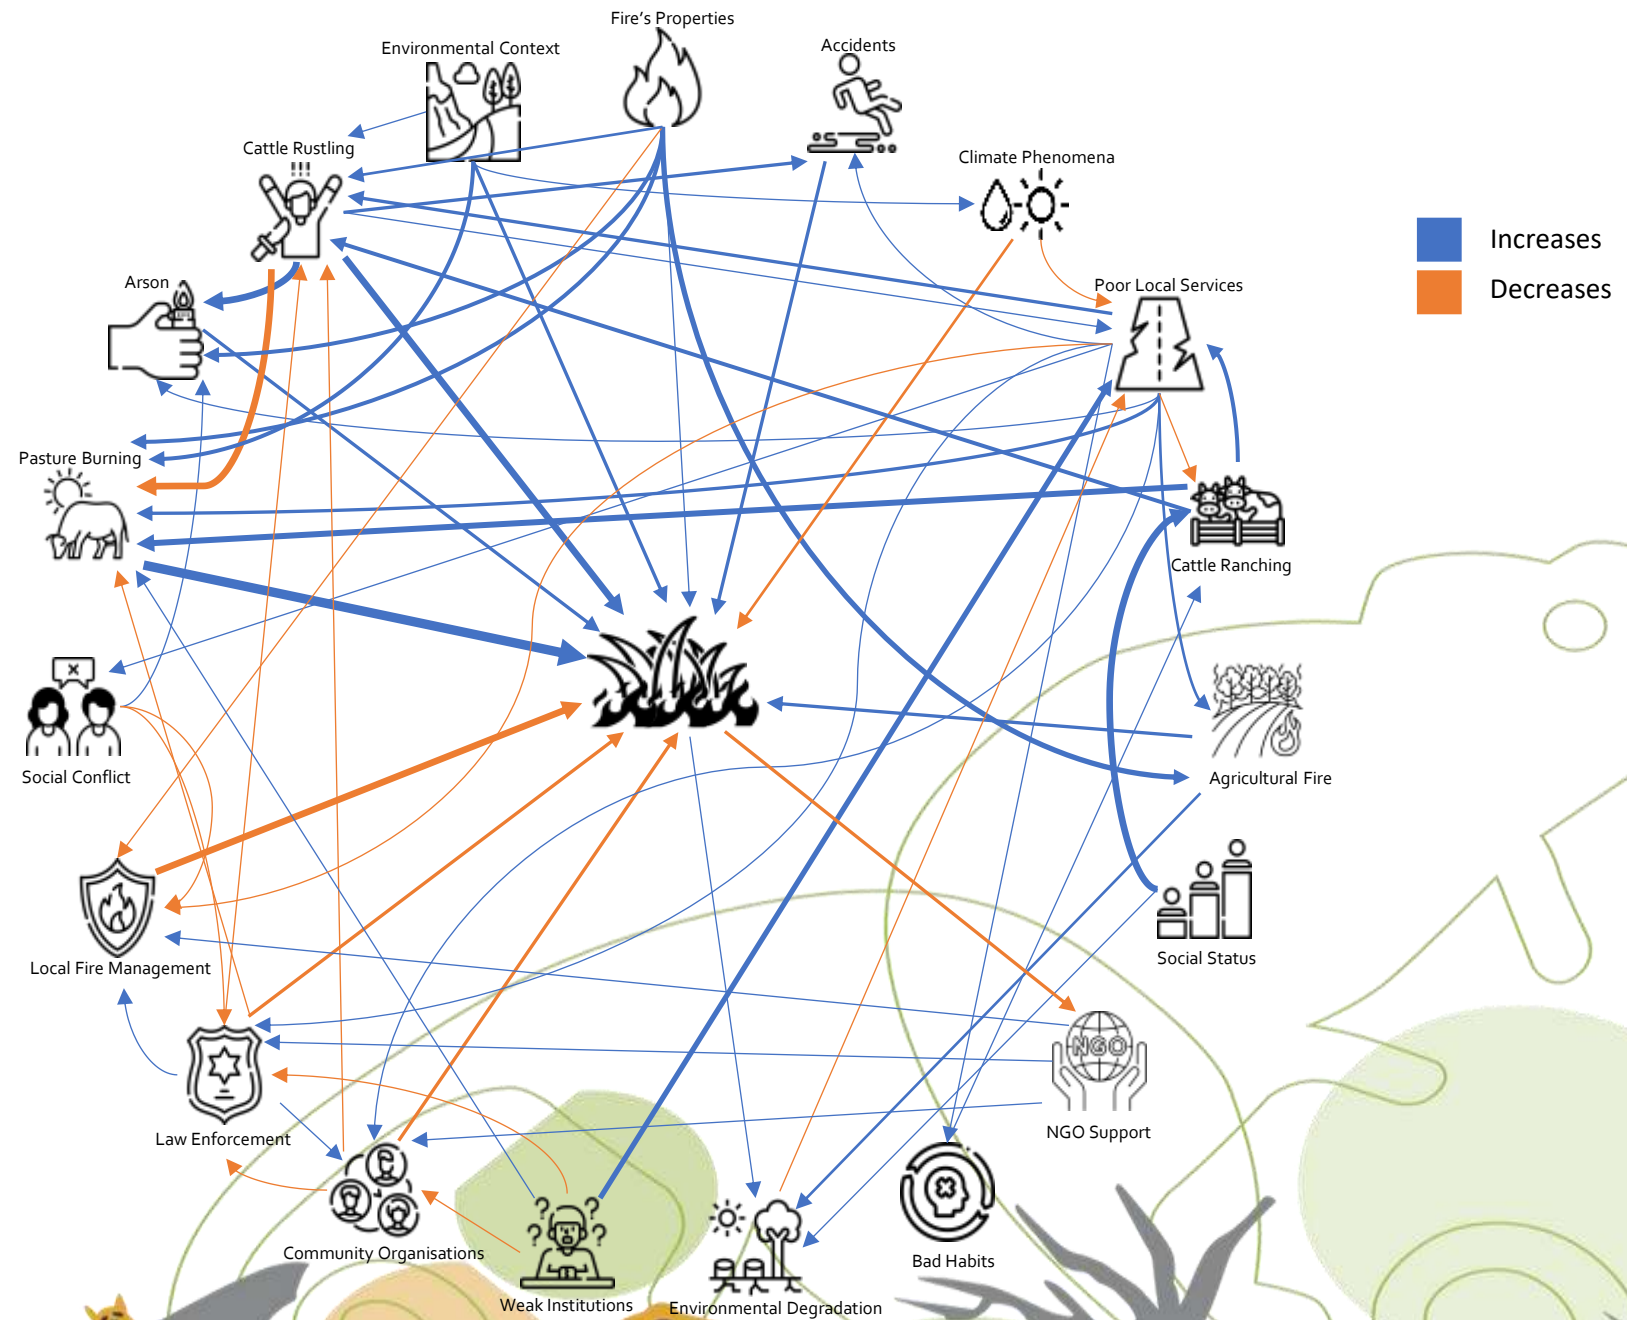 Fire's Properties
Environmental Context
Accidents
Cattle Rustling
Climate Phenomena
Increases
Arson
Poor Local Services
Decreases
Pasture Burning
Cattle Ranching
Social Conflict
Agricultural Fire
Local Fire Management
Social Status
NGO
Law Enforcement
NGO Support
Community Organisations
Bad Habits
Weak Institutions
Environmental Degradation